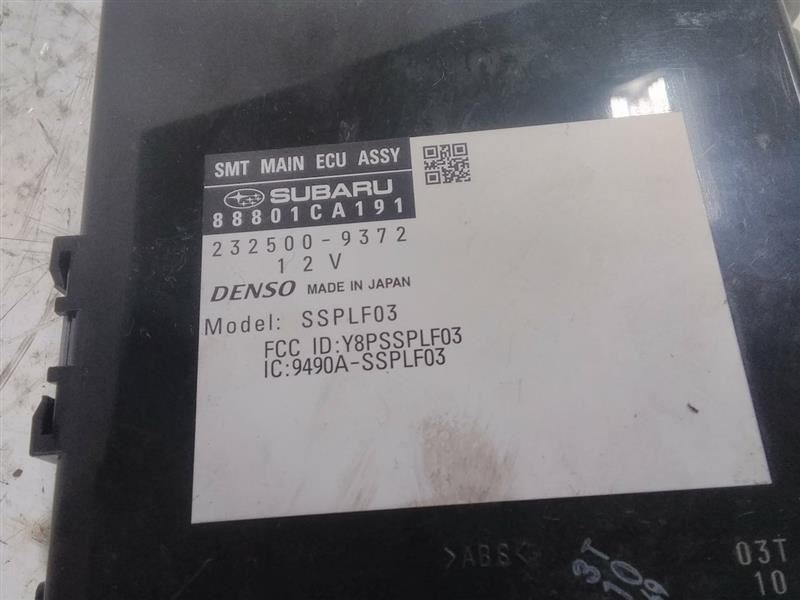 SMT MAIN ECU ASSY
SUBARU
88801CA191
232500-9372
12V
DENSO MADE IN JAPAN
Model: SSPLF03
FCC ID:Y8PSSPLF03
IC:9490A-SSPLF03
>ABS<
03T
10
3T